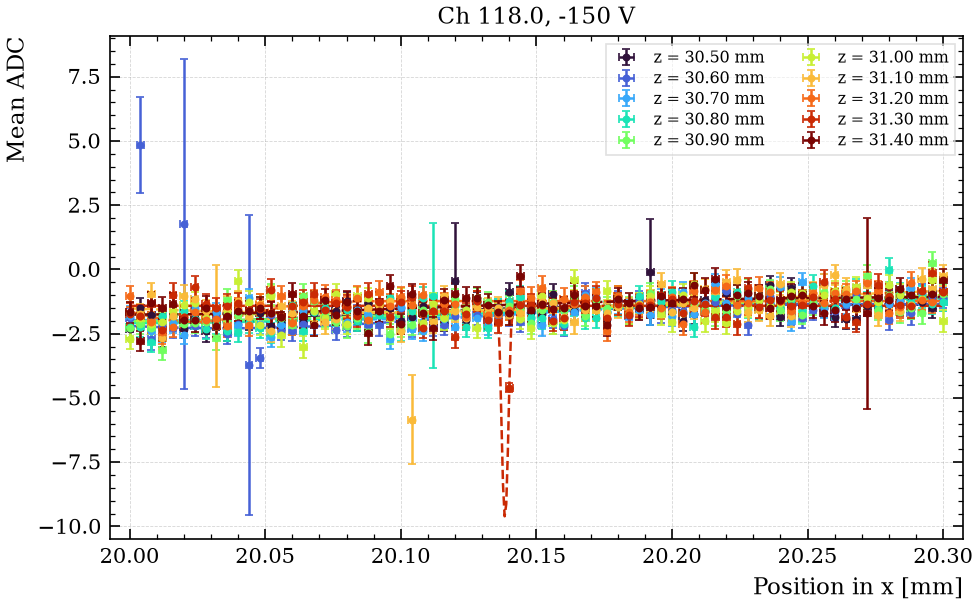 Ch 118.0, -150 V
Mean ADC
7.5
5.0
2.5
0.0
−2.5
−5.0
−7.5
−10.0
z = 30.50 mm
z = 30.60 mm
z = 30.70 mm
z = 30.80 mm
z = 30.90 mm
z = 31.00 mm
z = 31.10 mm
z = 31.20 mm
z = 31.30 mm
z = 31.40 mm
20.00 20.05 20.10 20.15 20.20 20.25 20.30
Position in x [mm]